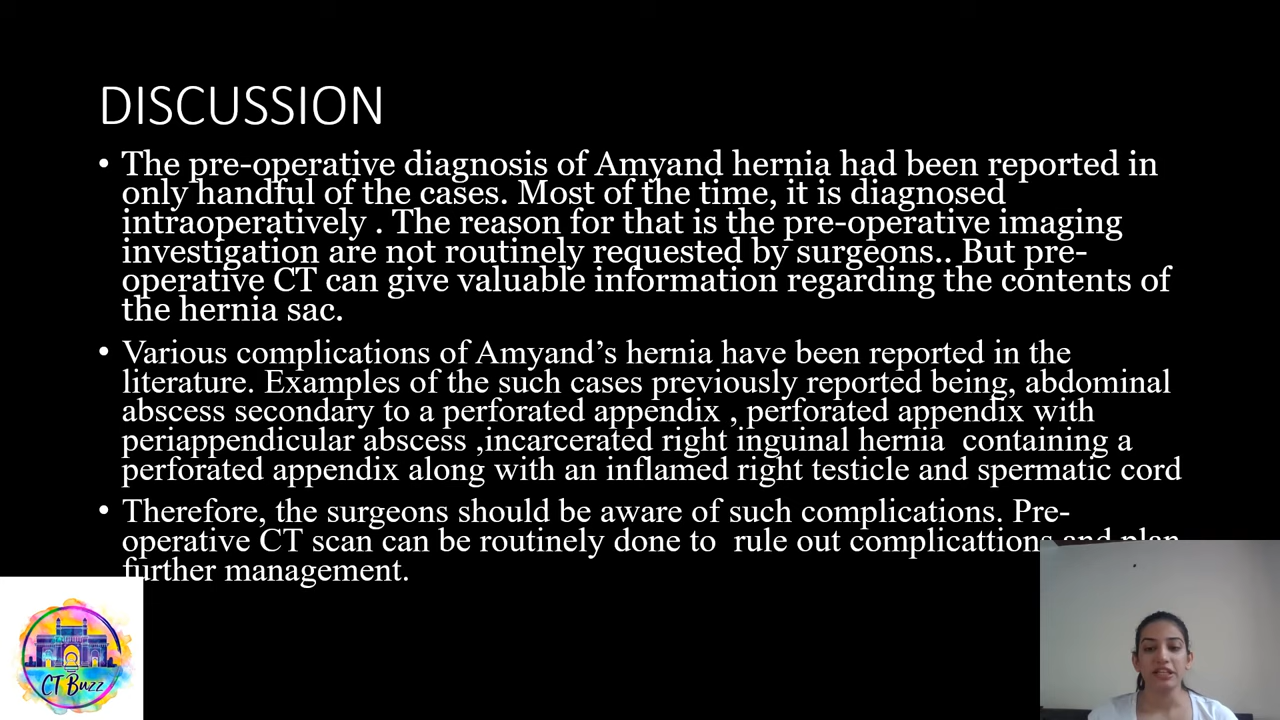 DISCUSSION
• The pre-operative diagnosis of Amyand hernia had been reported in
only handful of the cases. Most of the time, it is diagnosed
intraoperatively . The reason for that is the pre-operative imaging
investigation are not routinely requested by surgeons.. But pre-
operative CT can give valuable information regarding the contents of
the hernia sac.
• Various complications of Amyand’s hernia have been reported in the
literature. Examples of the such cases previously reported being, abdominal
abscess secondary to a perforated appendix , perforated appendix with
periappendicular abscess ,incarcerated right inguinal hernia  containing a
perforated appendix along with an inflamed right testicle and spermatic cord
• Therefore, the surgeons should be aware of such complications. Pre-
operative CT scan can be routinely done to  rule out complicattions and plan
further management.
CT Buzz